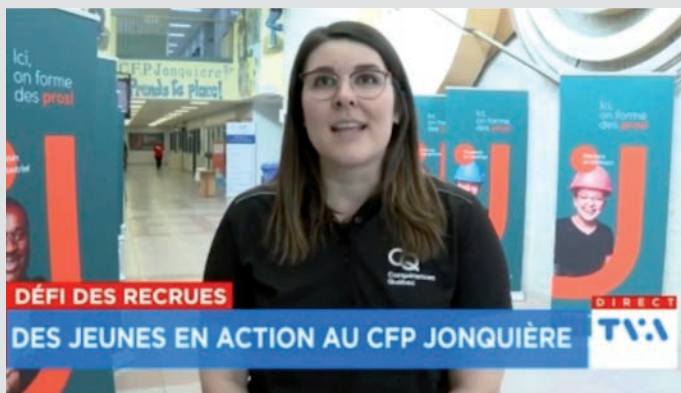 Ici,
on forme
des pros!
CFP Jonquière
Prends ta place!
Ici,
on forme
des pros!
Ici,
on forme
des pros!
CQ
Compétences
Québec
DÉFI DES RECRUES
DES JEUNES EN ACTION AU CFP JONQUIÈRE
DIRECT
TVA